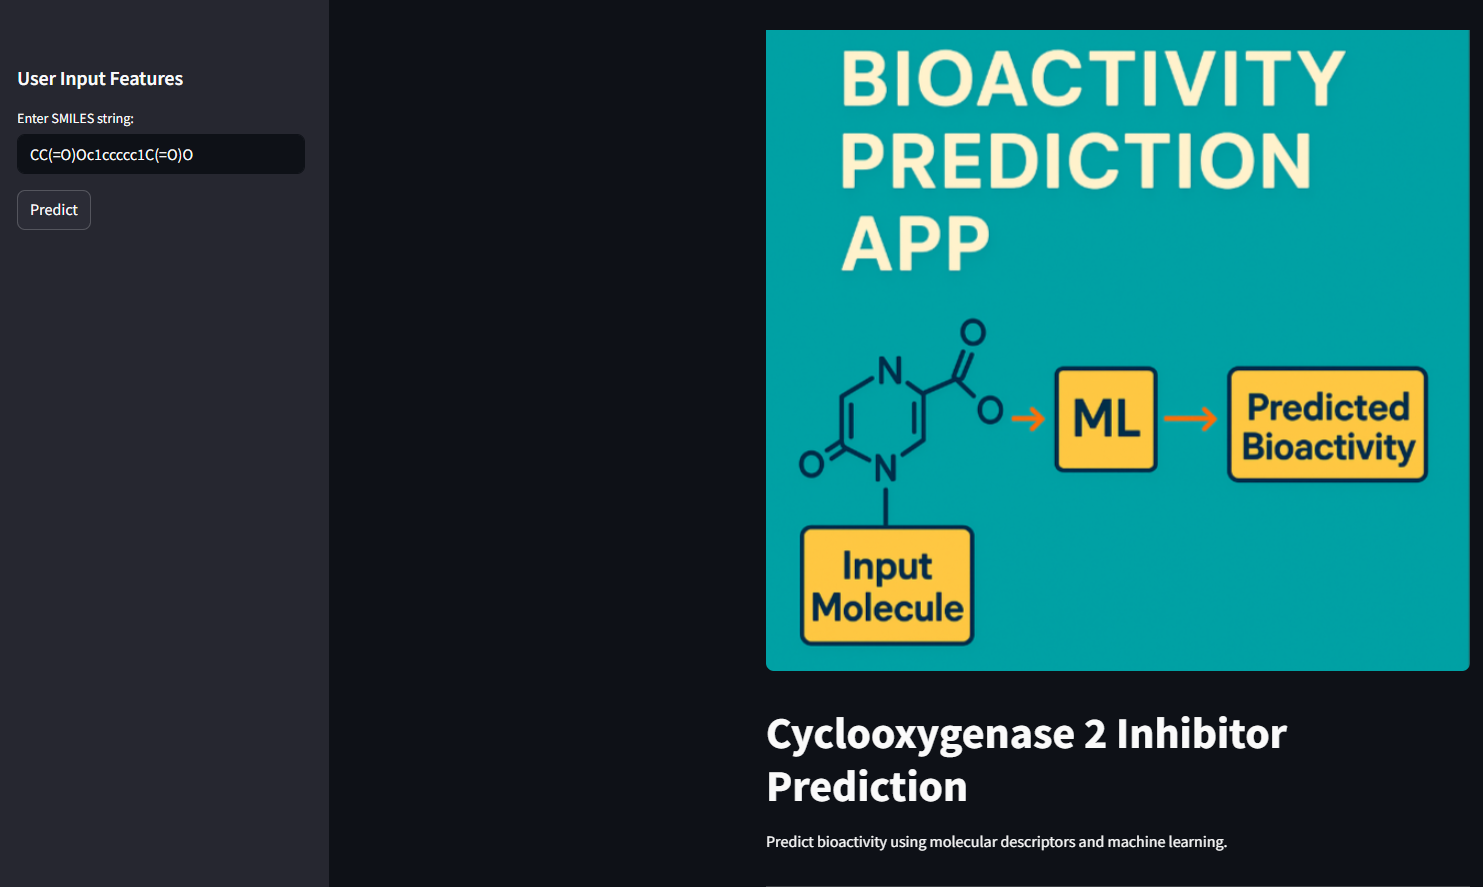 User Input Features
Enter SMILES string:
CC(=O)Oc1ccccc1C(=O)O
Predict
BIOACTIVITY
PREDICTION
APP
O
N
O
O
N
ML
Predicted
Bioactivity
Input
Molecule
Cyclooxygenase 2 Inhibitor
Prediction
Predict bioactivity using molecular descriptors and machine learning.